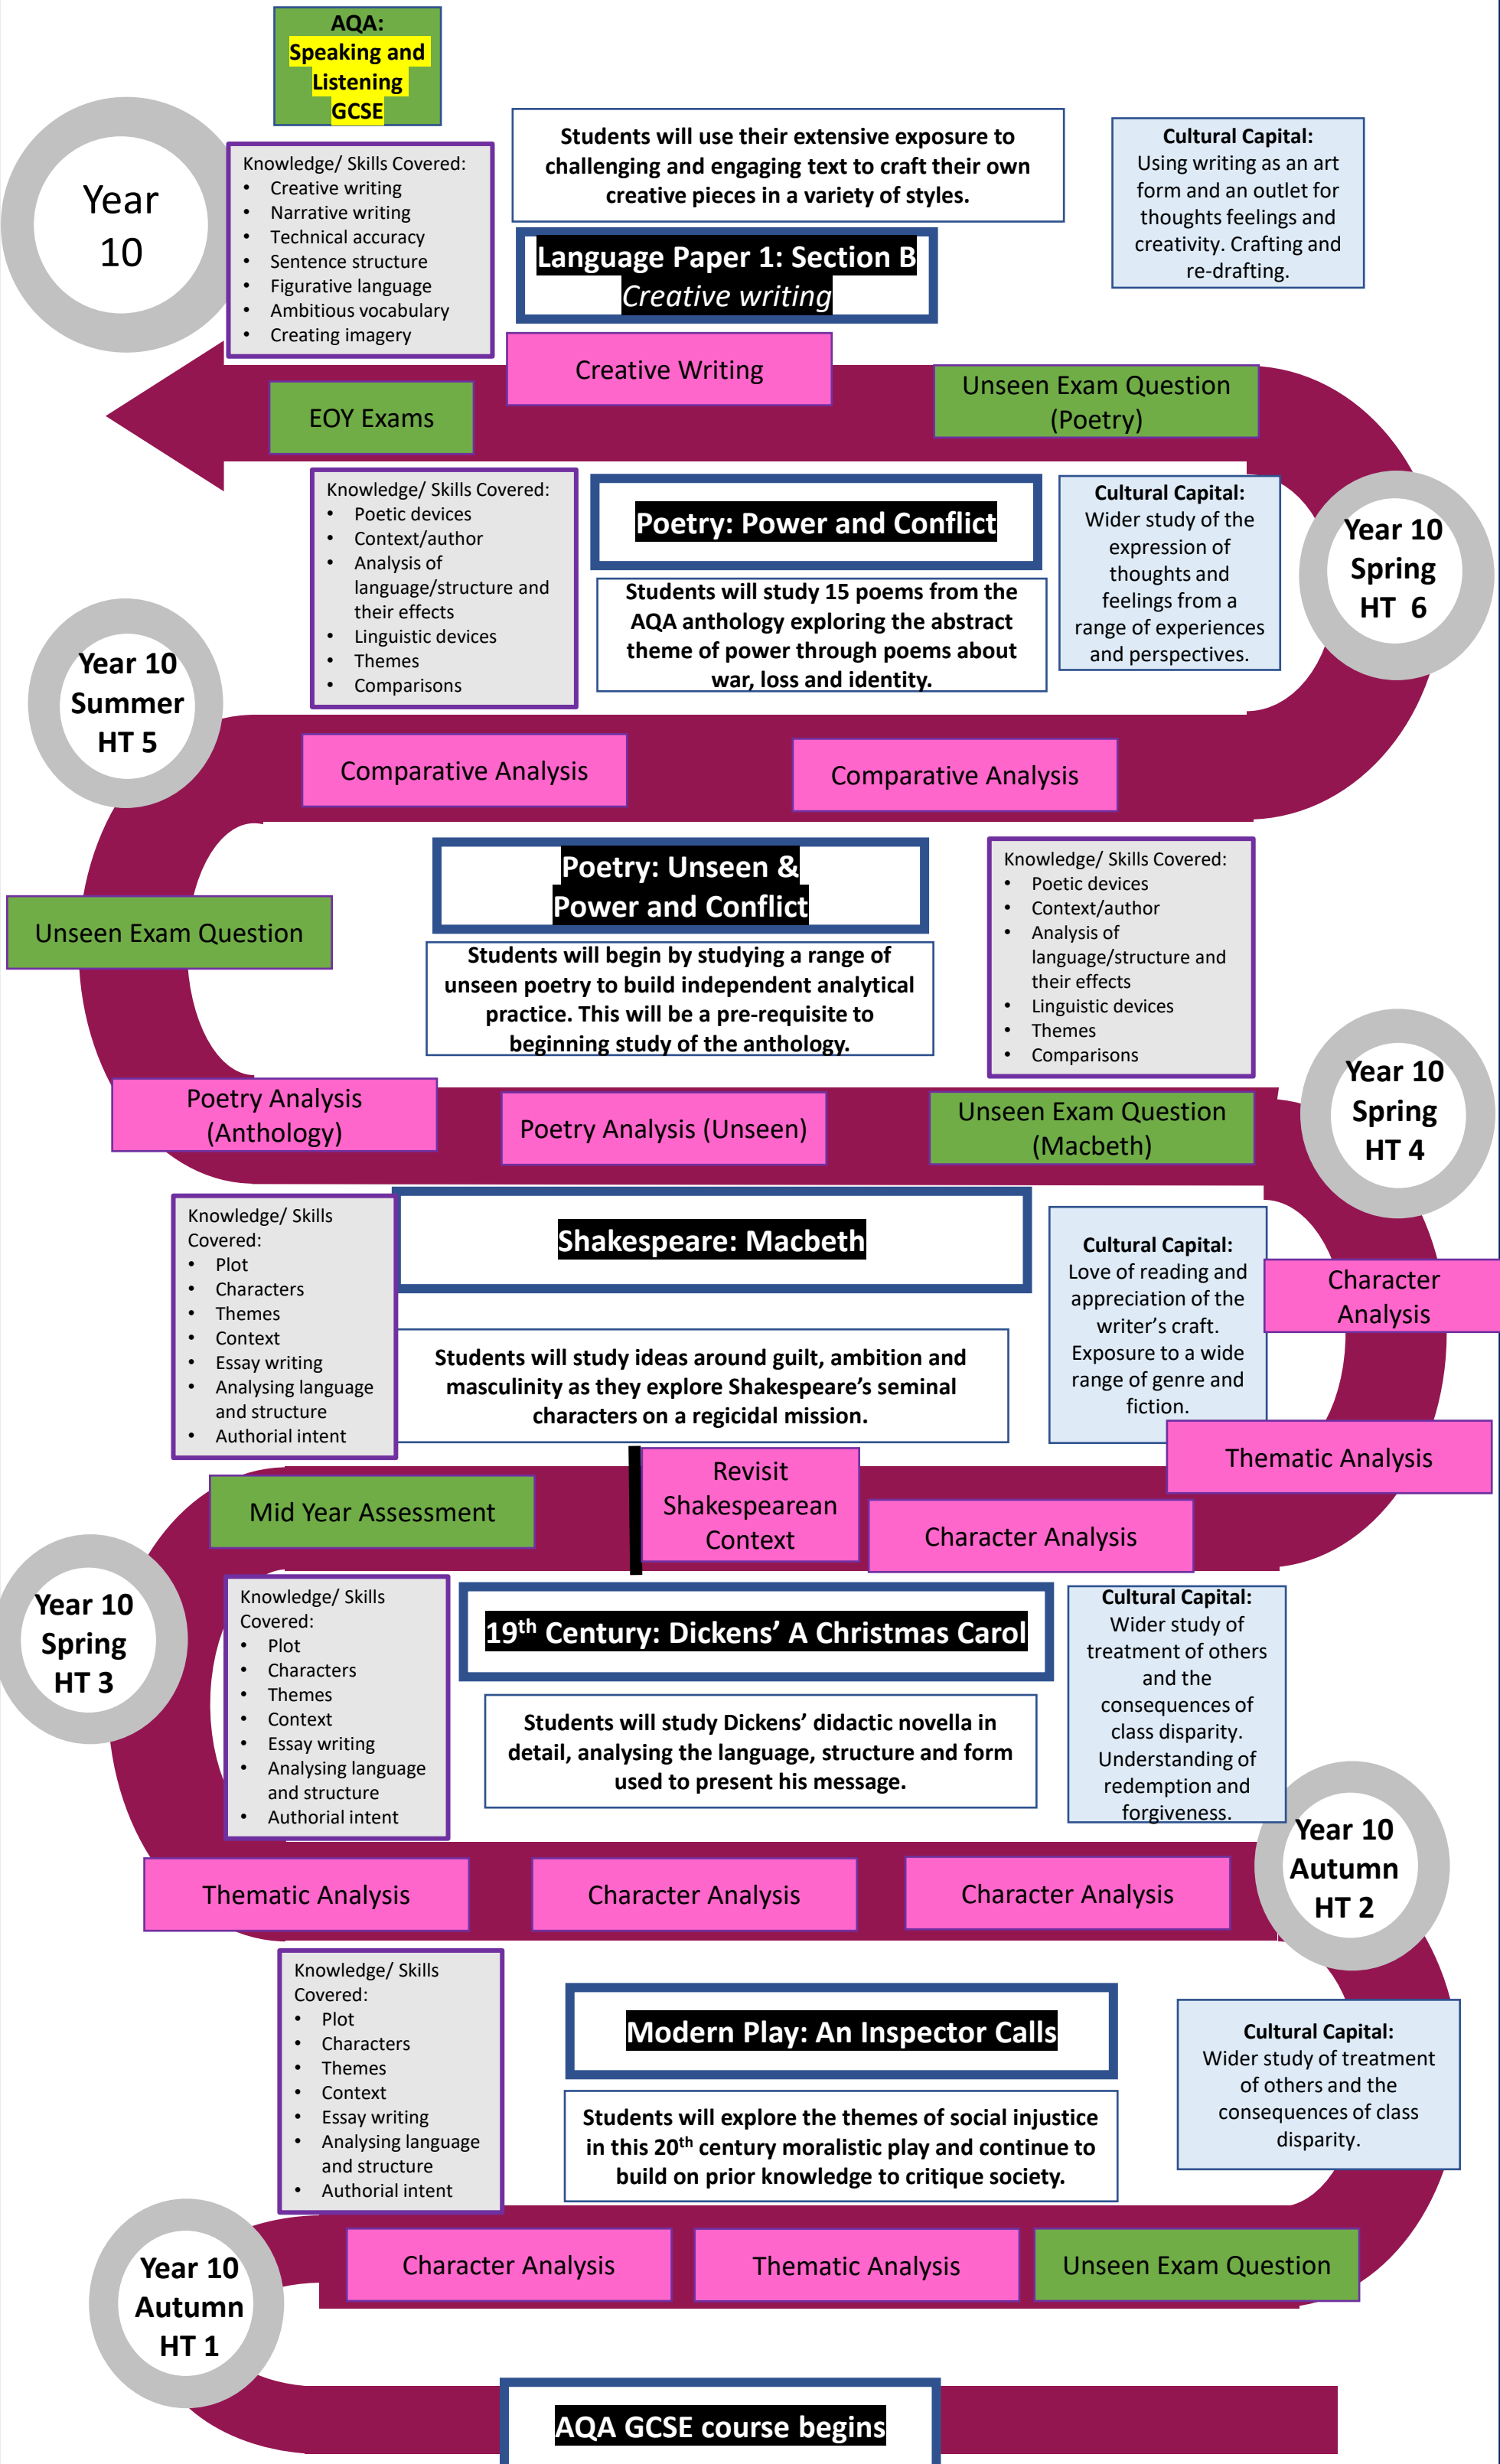 AQA:
Speaking and
Listening
GCSE
Year
10
Knowledge/ Skills Covered:
• Creative writing
• Narrative writing
• Technical accuracy
• Sentence structure
• Figurative language
• Ambitious vocabulary
• Creating imagery
Students will use their extensive exposure to
challenging and engaging text to craft their own
creative pieces in a variety of styles.
Cultural Capital:
Using writing as an art
form and an outlet for
thoughts feelings and
creativity. Crafting and
re-drafting.
Language Paper 1: Section B
Creative writing
Creative Writing
EOY Exams
Unseen Exam Question
(Poetry)
Knowledge/ Skills Covered:
• Poetic devices
• Context/author
• Analysis of
language/structure and
their effects
• Linguistic devices
• Themes
• Comparisons
Poetry: Power and Conflict
Students will study 15 poems from the
AQA anthology exploring the abstract
theme of power through poems about
war, loss and identity.
Cultural Capital:
Wider study of the
expression of
thoughts and
feelings from a
range of experiences
and perspectives.
Year 10
Spring
HT 6
Year 10
Summer
HT 5
Comparative Analysis
Comparative Analysis
Poetry: Unseen &
Power and Conflict
Unseen Exam Question
Students will begin by studying a range of
unseen poetry to build independent analytical
practice. This will be a pre-requisite to
beginning study of the anthology.
Knowledge/ Skills Covered:
• Poetic devices
• Context/author
• Analysis of
language/structure and
their effects
• Linguistic devices
• Themes
• Comparisons
Year 10
Spring
HT 4
Poetry Analysis
(Anthology)
Poetry Analysis (Unseen)
Unseen Exam Question
(Macbeth)
Knowledge/ Skills
Covered:
• Plot
• Characters
• Themes
• Context
• Essay writing
• Analysing language
and structure
• Authorial intent
Shakespeare: Macbeth
Students will study ideas around guilt, ambition and
masculinity as they explore Shakespeare's seminal
characters on a regicidal mission.
Cultural Capital:
Love of reading and
appreciation of the
writer's craft.
Exposure to a wide
range of genre and
fiction.
Character
Analysis
Thematic Analysis
Mid Year Assessment
Revisit
Shakespearean
Context
Character Analysis
Year 10
Spring
HT 3
Knowledge/ Skills
Covered:
• Plot
• Characters
• Themes
• Context
• Essay writing
• Analysing language
and structure
• Authorial intent
19th Century: Dickens' A Christmas Carol
Students will study Dickens' didactic novella in
detail, analysing the language, structure and form
used to present his message.
Cultural Capital:
Wider study of
treatment of others
and the
consequences of
class disparity.
Understanding of
redemption and
forgiveness.
Year 10
Autumn
HT 2
Thematic Analysis
Character Analysis
Character Analysis
Knowledge/ Skills
Covered:
• Plot
• Characters
• Themes
• Context
• Essay writing
• Analysing language
and structure
• Authorial intent
Modern Play: An Inspector Calls
Students will explore the themes of social injustice
in this 20th century moralistic play and continue to
build on prior knowledge to critique society.
Cultural Capital:
Wider study of treatment
of others and the
consequences of class
disparity.
Year 10
Autumn
HT 1
Character Analysis
Thematic Analysis
Unseen Exam Question
AQA GCSE course begins